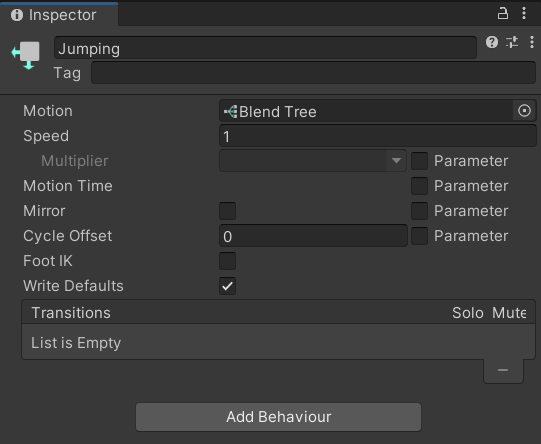 Inspector
Jumping
Tag
Motion Blend Tree
Speed 1
Multiplier Parameter
Motion Time Parameter
Mirror Parameter
Cycle Offset 0 Parameter
Foot IK
Write Defaults
Transitions Solo Mute
List is Empty
Add Behaviour